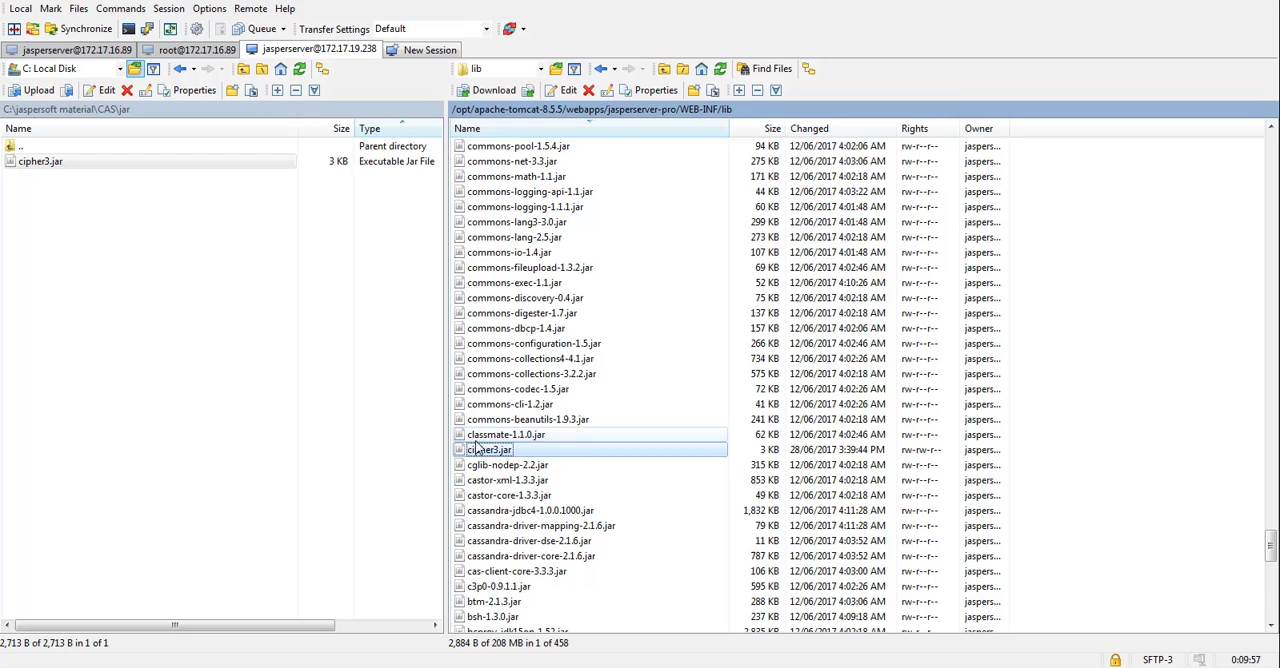 Local Mark Files Commands Session Options Remote Help
Synchronize Queue Transfer Settings Default
jasperserver@172.17.16.89 root@172.17.16.89 jasperserver@172.17.19.238 New Session
C: Local Disk lib Find Files
Upload Edit Properties Download Edit Properties
C:\jaspersoft material\CAS\jar /opt/apache-tomcat-8.5.5/webapps/jasperserver-pro/WEB-INF/lib
Name Size Type Name Size Changed Rights Owner
.. Parent directory commons-pool-1.5.4.jar 94 KB 12/06/2017 4:02:06 AM rw-r--r-- jaspers...
cipher3.jar 3 KB Executable Jar File commons-net-3.3.jar 275 KB 12/06/2017 4:03:06 AM rw-r--r-- jaspers...
commons-math-1.1.jar 171 KB 12/06/2017 4:02:18 AM rw-r--r-- jaspers...
commons-logging-api-1.1.jar 44 KB 12/06/2017 4:03:22 AM rw-r--r-- jaspers...
commons-logging-1.1.1.jar 60 KB 12/06/2017 4:01:48 AM rw-r--r-- jaspers...
commons-lang3-3.0.jar 299 KB 12/06/2017 4:01:48 AM rw-r--r-- jaspers...
commons-lang-2.5.jar 273 KB 12/06/2017 4:02:18 AM rw-r--r-- jaspers...
commons-io-1.4.jar 107 KB 12/06/2017 4:01:48 AM rw-r--r-- jaspers...
commons-fileupload-1.3.2.jar 69 KB 12/06/2017 4:02:46 AM rw-r--r-- jaspers...
commons-exec-1.1.jar 52 KB 12/06/2017 4:10:26 AM rw-r--r-- jaspers...
commons-discovery-0.4.jar 75 KB 12/06/2017 4:02:18 AM rw-r--r-- jaspers...
commons-digester-1.7.jar 137 KB 12/06/2017 4:02:18 AM rw-r--r-- jaspers...
commons-dbcp-1.4.jar 157 KB 12/06/2017 4:02:06 AM rw-r--r-- jaspers...
commons-configuration-1.5.jar 266 KB 12/06/2017 4:02:46 AM rw-r--r-- jaspers...
commons-collections4-4.1.jar 734 KB 12/06/2017 4:02:26 AM rw-r--r-- jaspers...
commons-collections-3.2.2.jar 575 KB 12/06/2017 4:02:18 AM rw-r--r-- jaspers...
commons-codec-1.5.jar 72 KB 12/06/2017 4:02:26 AM rw-r--r-- jaspers...
commons-cli-1.2.jar 41 KB 12/06/2017 4:02:26 AM rw-r--r-- jaspers...
commons-beanutils-1.9.3.jar 241 KB 12/06/2017 4:02:18 AM rw-r--r-- jaspers...
classmate-1.1.0.jar 62 KB 12/06/2017 4:02:46 AM rw-r--r-- jaspers...
cipher3.jar 3 KB 28/06/2017 3:39:44 PM rw-rw-r-- jaspers...
cglib-nodep-2.2.jar 315 KB 12/06/2017 4:02:18 AM rw-r--r-- jaspers...
castor-xml-1.3.3.jar 853 KB 12/06/2017 4:02:18 AM rw-r--r-- jaspers...
castor-core-1.3.3.jar 49 KB 12/06/2017 4:02:18 AM rw-r--r-- jaspers...
cassandra-jdbc4-1.0.0.1000.jar 1,832 KB 12/06/2017 4:11:28 AM rw-r--r-- jaspers...
cassandra-driver-mapping-2.1.6.jar 79 KB 12/06/2017 4:11:28 AM rw-r--r-- jaspers...
cassandra-driver-dse-2.1.6.jar 11 KB 12/06/2017 4:03:52 AM rw-r--r-- jaspers...
cassandra-driver-core-2.1.6.jar 787 KB 12/06/2017 4:03:52 AM rw-r--r-- jaspers...
cas-client-core-3.3.3.jar 106 KB 12/06/2017 4:03:00 AM rw-r--r-- jaspers...
c3p0-0.9.1.1.jar 595 KB 12/06/2017 4:02:26 AM rw-r--r-- jaspers...
btm-2.1.3.jar 288 KB 12/06/2017 4:03:06 AM rw-r--r-- jaspers...
bsh-1.3.0.jar 237 KB 12/06/2017 4:09:18 AM rw-r--r-- jaspers...
2,713 B of 2,713 B in 1 of 1 2,884 B of 208 MB in 1 of 458
SFTP-3 0:09:57